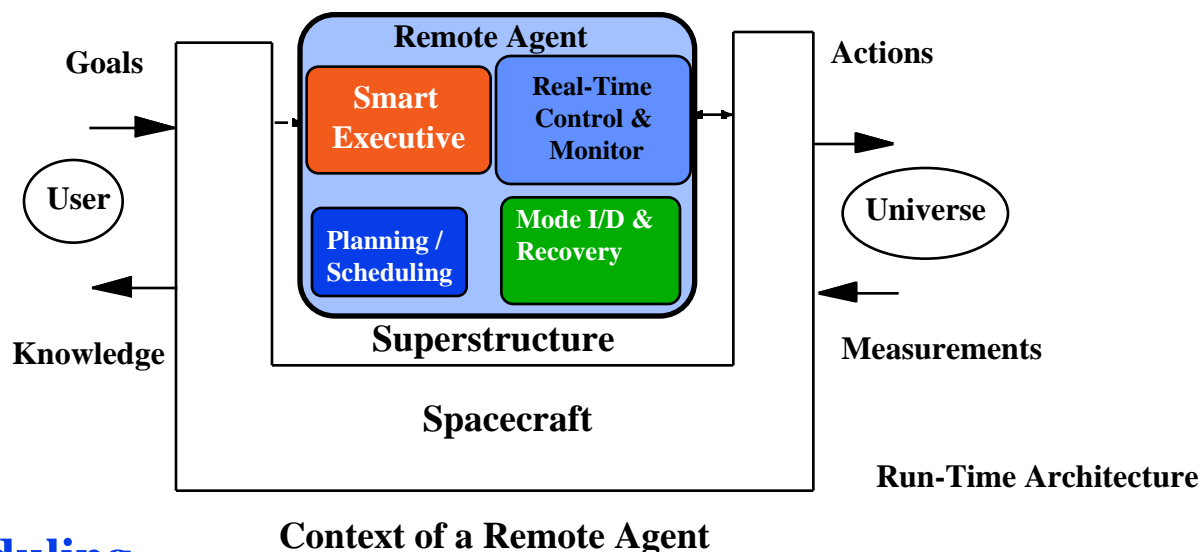 Remote Agent
Goals
Actions
Smart
Executive
Real-Time
Control &
Monitor
User
Universe
Planning /
Scheduling
Mode I/D &
Recovery
Superstructure
Knowledge
Measurements
Spacecraft
Run-Time Architecture
Context of a Remote Agent